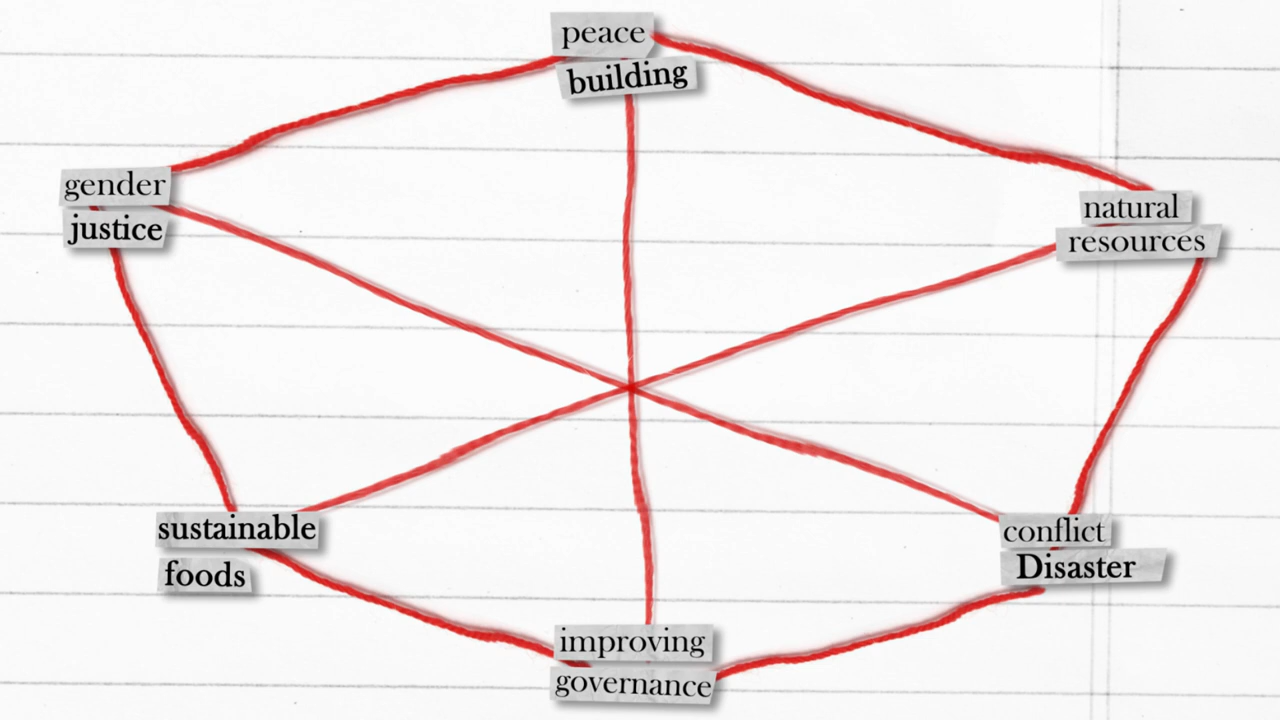 peace
building
gender
justice
natural
resources
sustainable
foods
conflict
Disaster
improving
governance